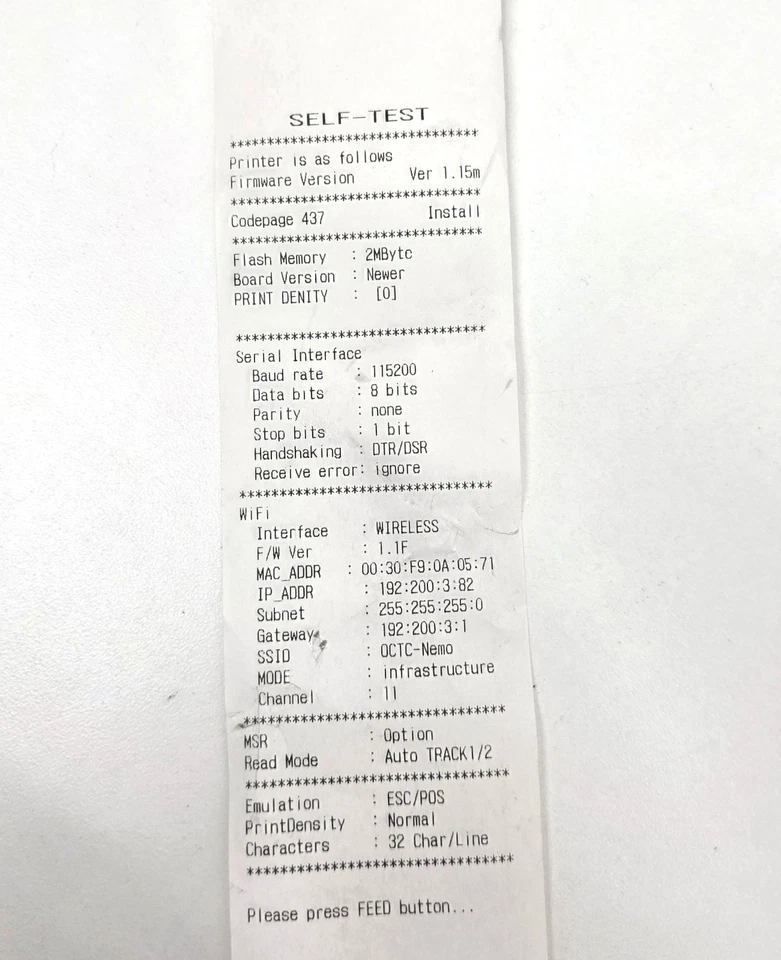 SELF-TEST
********************************
Printer is as follows
Firmware Version Ver 1.15m
********************************
Codepage 437 Install
********************************
Flash Memory : 2MByte
Board Version : Newer
PRINT DENITY : [0]
********************************
Serial Interface
Baud rate : 115200
Data bits : 8 bits
Parity : none
Stop bits : 1 bit
Handshaking : DTR/DSR
Receive error: ignore
********************************
WiFi
Interface : WIRELESS
F/W Ver : 1.1F
MAC_ADDR : 00:30:F9:0A:05:71
IP_ADDR : 192:200:3:82
Subnet : 255:255:255:0
Gateway : 192:200:3:1
SSID : OCTC-Nemo
MODE : infrastructure
Channel : 11
********************************
MSR : Option
Read Mode : Auto TRACK1/2
********************************
Emulation : ESC/POS
PrintDensity : Normal
Characters : 32 Char/Line
********************************
Please press FEED button...